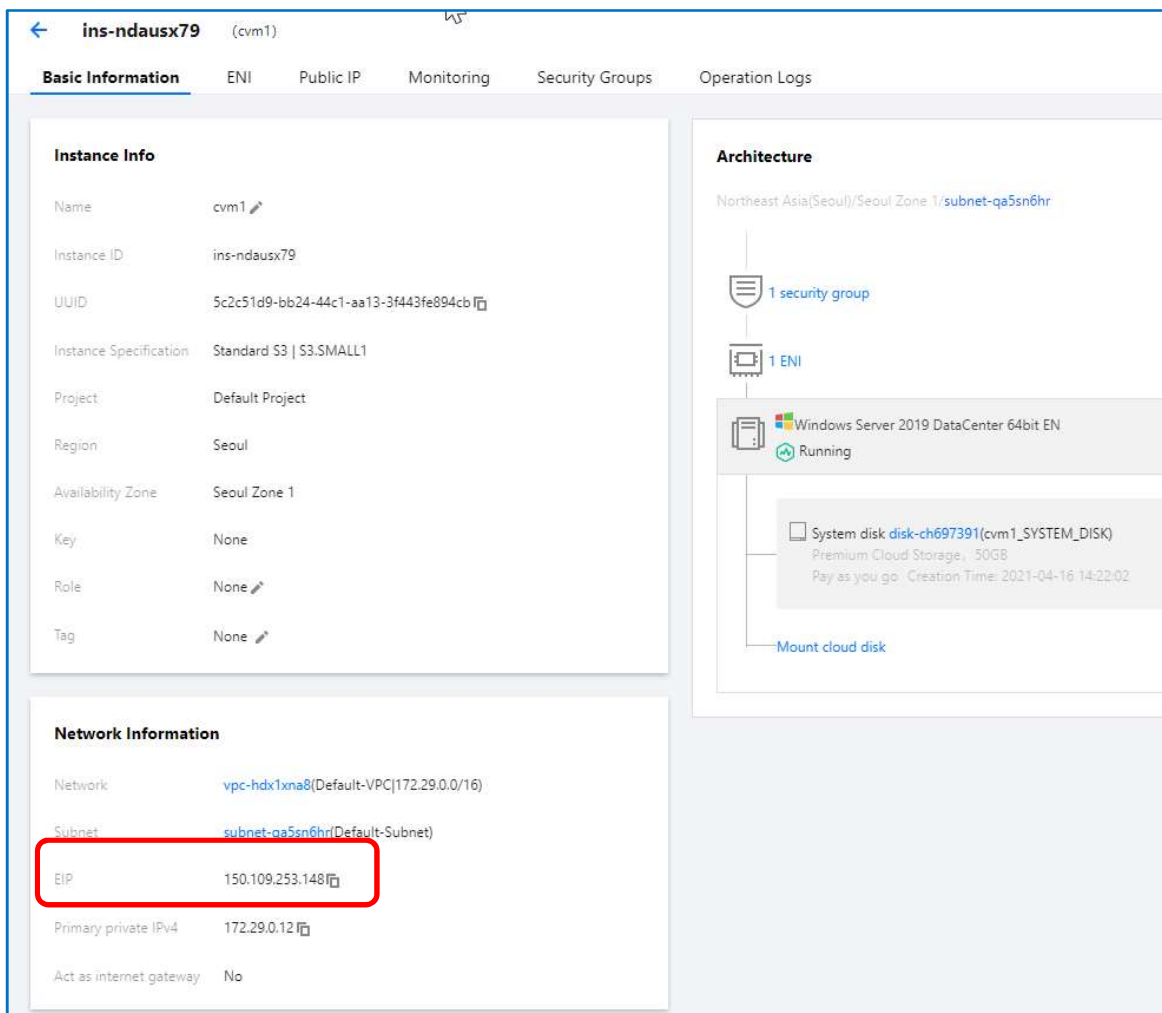 ins-ndausx79 (cvm1)
Basic Information ENI Public IP Monitoring Security Groups Operation Logs
Instance Info
Name cvm1
Instance ID ins-ndausx79
UUID 5c2c51d9-bb24-44c1-aa13-3f443fe894cb
Instance Specification Standard S3 | S3.SMALL1
Project Default Project
Region Seoul
Availability Zone Seoul Zone 1
Key None
Role None
Tag None
Network Information
Network vpc-hdx1xna8(Default-VPC|172.29.0.0/16)
Subnet subnet-qa5sn6hr(Default-Subnet)
EIP 150.109.253.148
Primary private IPv4 172.29.0.12
Act as internet gateway No
Architecture
Northeast Asia(Seoul)/Seoul Zone 1/subnet-qa5sn6hr
1 security group
1 ENI
Windows Server 2019 DataCenter 64bit EN
Running
System disk disk-ch697391(cvm1_SYSTEM_DISK)
Premium Cloud Storage, 50GB
Pay as you go Creation Time: 2021-04-16 14:22:02
Mount cloud disk